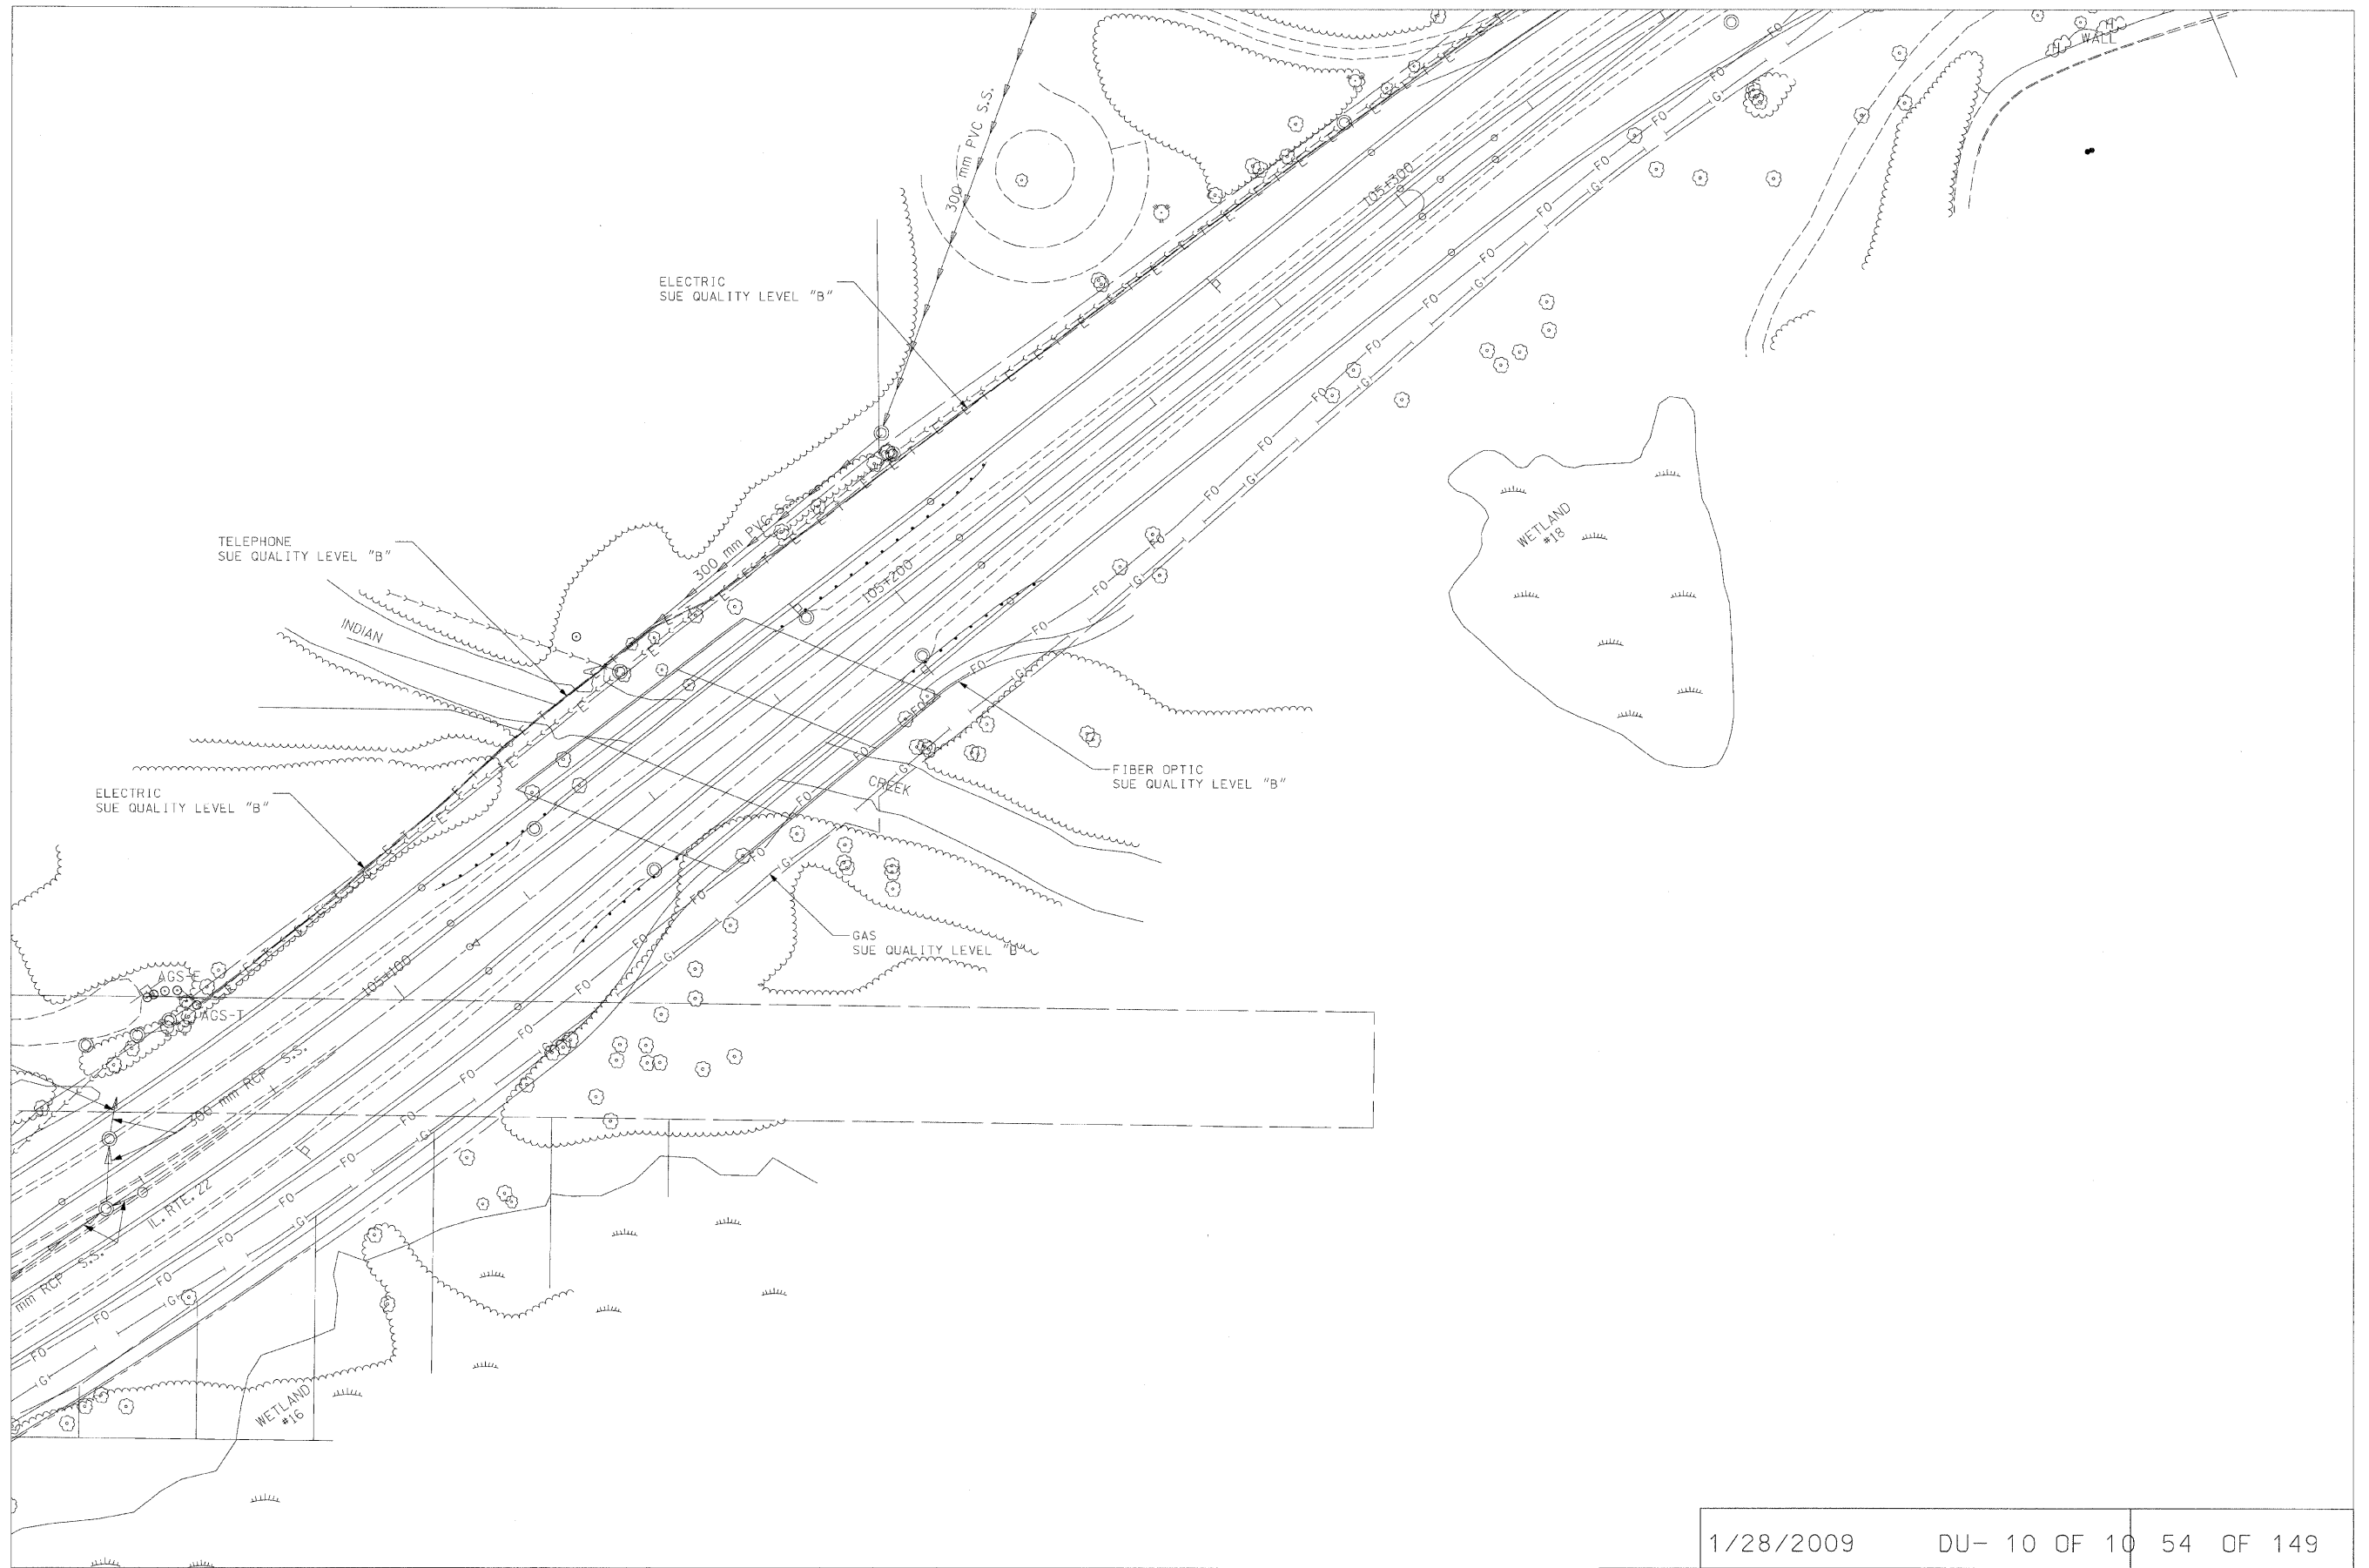 WALL
300 mm PVC S.S.
105+300
ELECTRIC
SUE QUALITY LEVEL "B"
300 mm PVC S.S.
WETLAND
#18
TELEPHONE
SUE QUALITY LEVEL "B"
105+200
INDIAN
CREEK
FIBER OPTIC
SUE QUALITY LEVEL "B"
ELECTRIC
SUE QUALITY LEVEL "B"
GAS
SUE QUALITY LEVEL "B"
105+100
AGS-E
AGS-T
300 mm RCP S.S.
IL. RTE. 22
mm RCP S.S.
WETLAND
#16
1/28/2009 DU- 10 OF 10 54 OF 149